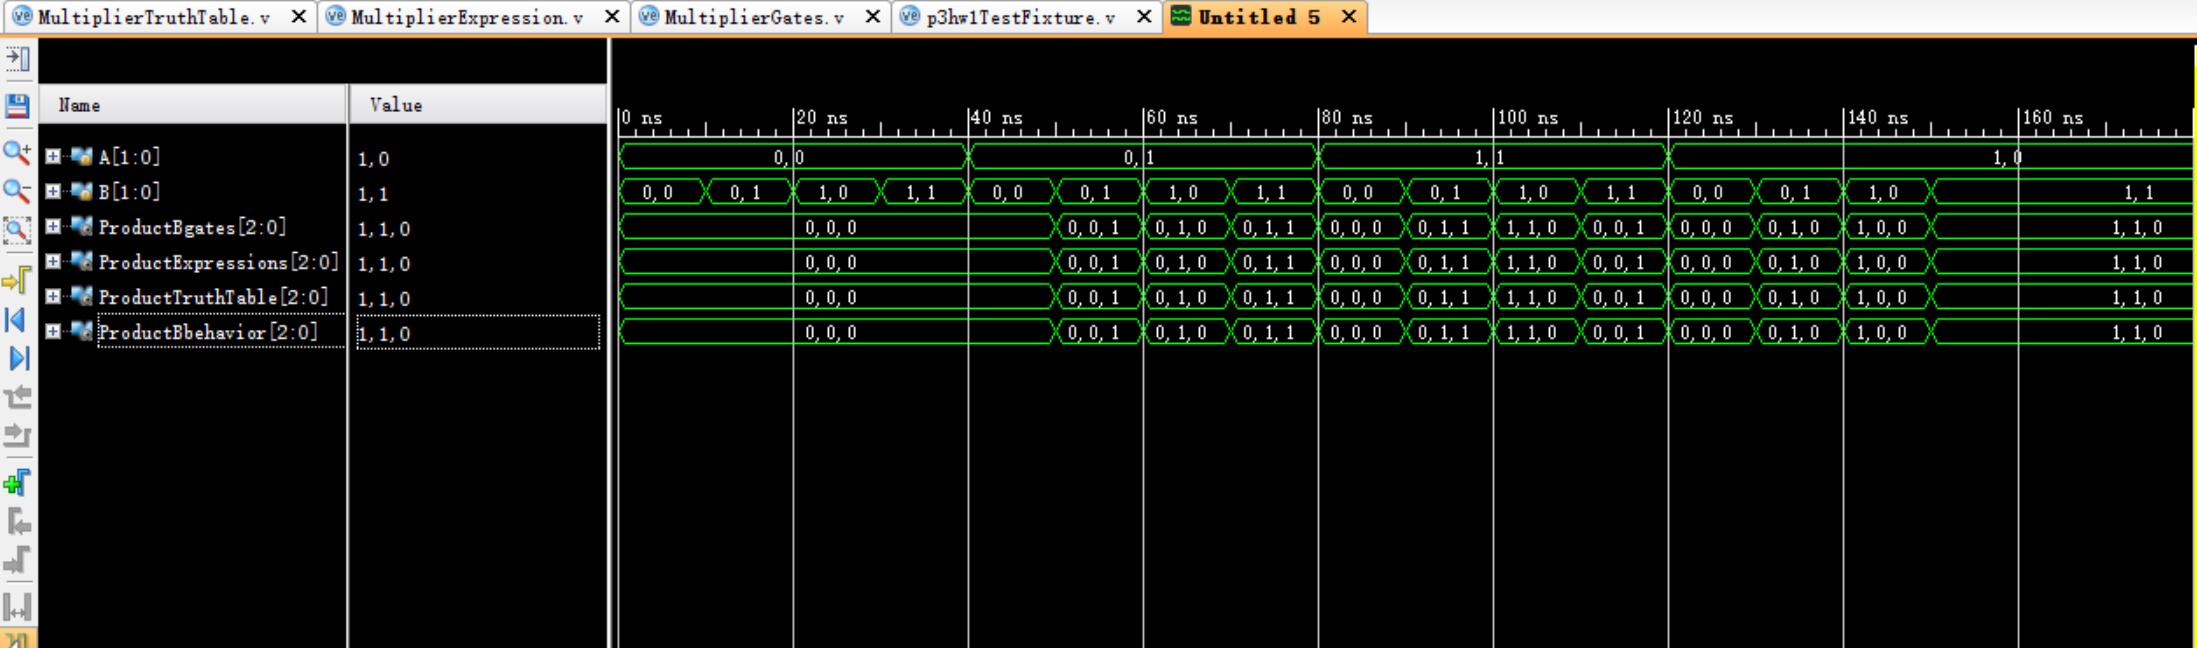 MultiplierTruthTable.v × MultiplierExpression.v × MultiplierGates.v × p3hw1TestFixture.v × Untitled 5 ×
Name Value
0 ns 20 ns 40 ns 60 ns 80 ns 100 ns 120 ns 140 ns 160 ns
A[1:0] 1,0 0,0 0,1 1,1 1,0
B[1:0] 1,1 0,0 0,1 1,0 1,1 0,0 0,1 1,0 1,1 0,0 0,1 1,0 1,1 0,0 0,1 1,0 1,1
ProductBgates[2:0] 1,1,0 0,0,0 0,0,1 0,1,0 0,1,1 0,0,0 0,1,1 1,1,0 0,0,1 0,0,0 0,1,0 1,0,0 1,1,0
ProductExpressions[2:0] 1,1,0 0,0,0 0,0,1 0,1,0 0,1,1 0,0,0 0,1,1 1,1,0 0,0,1 0,0,0 0,1,0 1,0,0 1,1,0
ProductTruthTable[2:0] 1,1,0 0,0,0 0,0,1 0,1,0 0,1,1 0,0,0 0,1,1 1,1,0 0,0,1 0,0,0 0,1,0 1,0,0 1,1,0
ProductBbehavior[2:0] 1,1,0 0,0,0 0,0,1 0,1,0 0,1,1 0,0,0 0,1,1 1,1,0 0,0,1 0,0,0 0,1,0 1,0,0 1,1,0